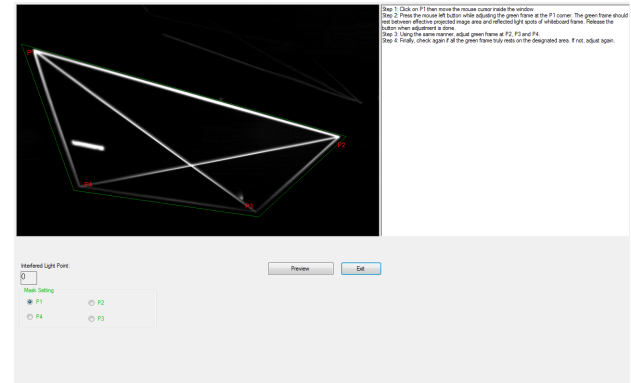 Step 1: Click on P1 then move the mouse cursor inside the window.
Step 2: Press the mouse left button while adjusting the green frame at the P1 corner. The green frame should
rest between effective projected image area and reflected light spots of whiteboard frame. Release the
button when adjustment is done.
Step 3: Using the same manner, adjust green frame at P2, P3 and P4.
Step 4: Finally, check again if all the green frame truly rests on the designated area. If not, adjust again.
P1
P2
P4
P3
Interfered Light Point:
0
Preview
Exit
Mask Setting
P1
P2
P4
P3